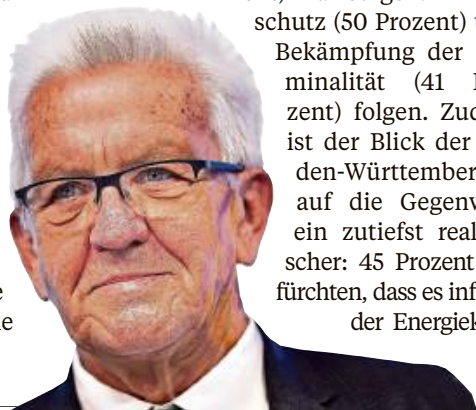 schutz (50 Prozent)
Bekämpfung der
minalität (41
zent) folgen.
ist der Blick der
den-Württember
auf die Gegenw
ein zutiefst real
scher: 45 Prozent
fürchten, dass es inf
der Energiek
e
ne